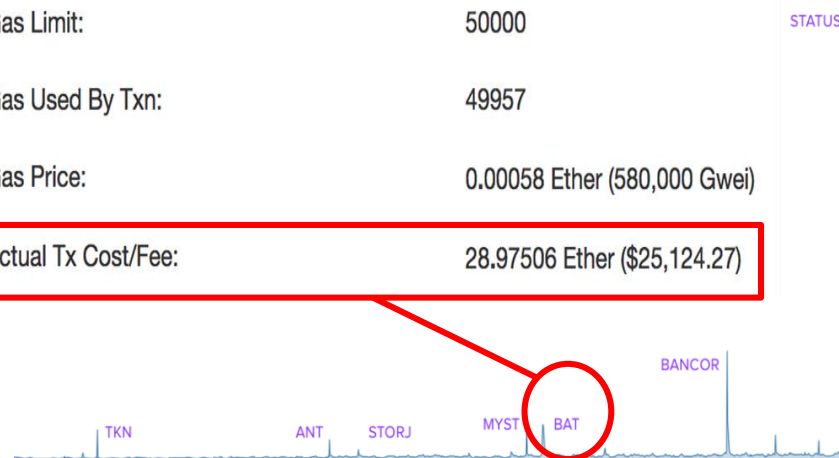 as Limit: 50000
STATUS
as Used By Txn: 49957
as Price: 0.00058 Ether (580,000 Gwei)
ctual Tx Cost/Fee: 28.97506 Ether ($25,124.27)
BANCOR
TKN ANT STORJ MYST BAT